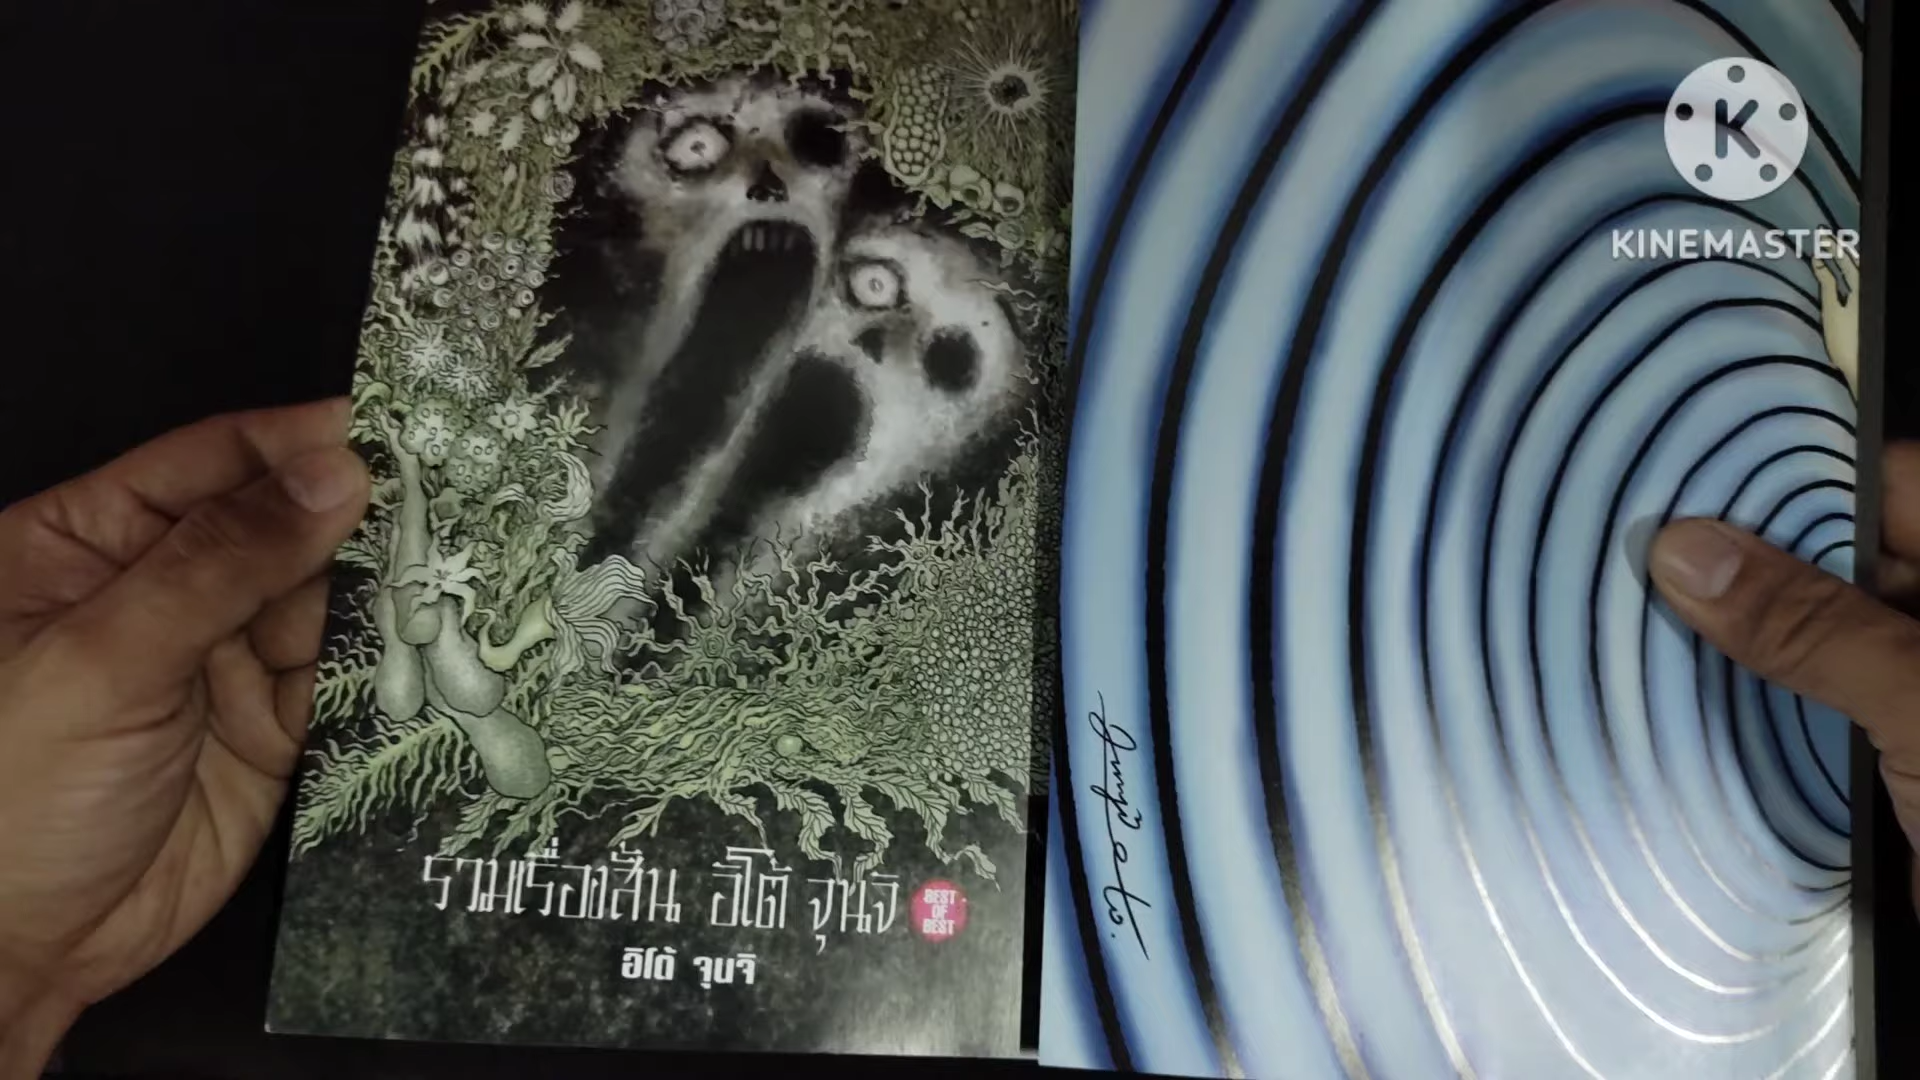 รวมเรื่องสั้น อิโต้ จุนจิ
BEST
OF
BEST
อิโต้ จุนจิ
K
KINEMASTER